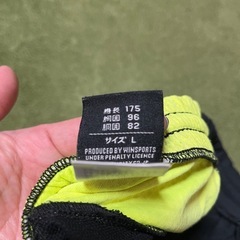 身長 175
胸囲 96
胴囲 82
サイズ L
PRODUCED BY WINSPORTS
UNDER PENALTY LICENCE